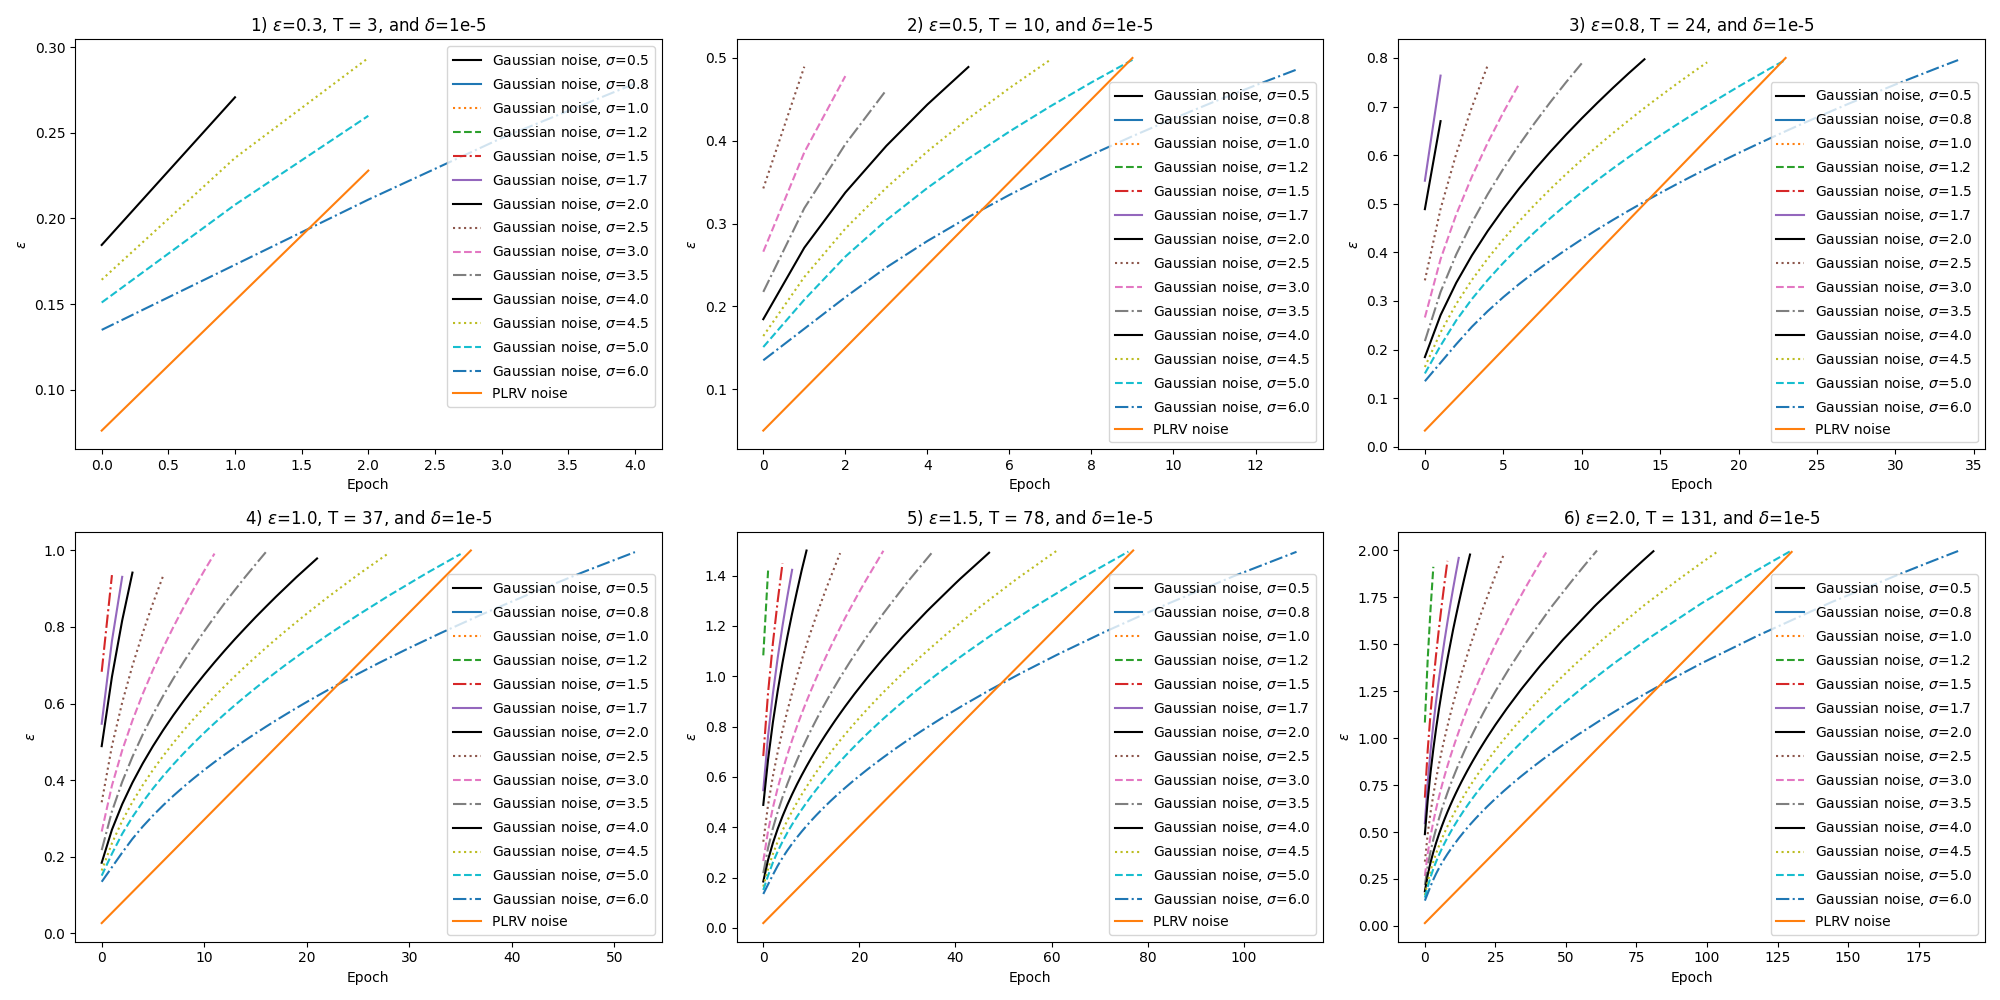 1) ε=0.3, T = 3, and δ=1e-5
0.30
0.25
0.20
0.15
0.10
ε
0.0 0.5 1.0 1.5 2.0 2.5 3.0 3.5 4.0
Epoch
Gaussian noise, σ=0.5
Gaussian noise, σ=0.8
Gaussian noise, σ=1.0
Gaussian noise, σ=1.2
Gaussian noise, σ=1.5
Gaussian noise, σ=1.7
Gaussian noise, σ=2.0
Gaussian noise, σ=2.5
Gaussian noise, σ=3.0
Gaussian noise, σ=3.5
Gaussian noise, σ=4.0
Gaussian noise, σ=4.5
Gaussian noise, σ=5.0
Gaussian noise, σ=6.0
PLRV noise
2) ε=0.5, T = 10, and δ=1e-5
0.5
0.4
0.3
0.2
0.1
ε
0 2 4 6 8 10 12
Epoch
Gaussian noise, σ=0.5
Gaussian noise, σ=0.8
Gaussian noise, σ=1.0
Gaussian noise, σ=1.2
Gaussian noise, σ=1.5
Gaussian noise, σ=1.7
Gaussian noise, σ=2.0
Gaussian noise, σ=2.5
Gaussian noise, σ=3.0
Gaussian noise, σ=3.5
Gaussian noise, σ=4.0
Gaussian noise, σ=4.5
Gaussian noise, σ=5.0
Gaussian noise, σ=6.0
PLRV noise
3) ε=0.8, T = 24, and δ=1e-5
0.8
0.7
0.6
0.5
0.4
0.3
0.2
0.1
0.0
ε
0 5 10 15 20 25 30 35
Epoch
Gaussian noise, σ=0.5
Gaussian noise, σ=0.8
Gaussian noise, σ=1.0
Gaussian noise, σ=1.2
Gaussian noise, σ=1.5
Gaussian noise, σ=1.7
Gaussian noise, σ=2.0
Gaussian noise, σ=2.5
Gaussian noise, σ=3.0
Gaussian noise, σ=3.5
Gaussian noise, σ=4.0
Gaussian noise, σ=4.5
Gaussian noise, σ=5.0
Gaussian noise, σ=6.0
PLRV noise
4) ε=1.0, T = 37, and δ=1e-5
1.0
0.8
0.6
0.4
0.2
0.0
ε
0 10 20 30 40 50
Epoch
Gaussian noise, σ=0.5
Gaussian noise, σ=0.8
Gaussian noise, σ=1.0
Gaussian noise, σ=1.2
Gaussian noise, σ=1.5
Gaussian noise, σ=1.7
Gaussian noise, σ=2.0
Gaussian noise, σ=2.5
Gaussian noise, σ=3.0
Gaussian noise, σ=3.5
Gaussian noise, σ=4.0
Gaussian noise, σ=4.5
Gaussian noise, σ=5.0
Gaussian noise, σ=6.0
PLRV noise
5) ε=1.5, T = 78, and δ=1e-5
1.4
1.2
1.0
0.8
0.6
0.4
0.2
0.0
ε
0 20 40 60 80 100
Epoch
Gaussian noise, σ=0.5
Gaussian noise, σ=0.8
Gaussian noise, σ=1.0
Gaussian noise, σ=1.2
Gaussian noise, σ=1.5
Gaussian noise, σ=1.7
Gaussian noise, σ=2.0
Gaussian noise, σ=2.5
Gaussian noise, σ=3.0
Gaussian noise, σ=3.5
Gaussian noise, σ=4.0
Gaussian noise, σ=4.5
Gaussian noise, σ=5.0
Gaussian noise, σ=6.0
PLRV noise
6) ε=2.0, T = 131, and δ=1e-5
2.00
1.75
1.50
1.25
1.00
0.75
0.50
0.25
0.00
ε
0 25 50 75 100 125 150 175
Epoch
Gaussian noise, σ=0.5
Gaussian noise, σ=0.8
Gaussian noise, σ=1.0
Gaussian noise, σ=1.2
Gaussian noise, σ=1.5
Gaussian noise, σ=1.7
Gaussian noise, σ=2.0
Gaussian noise, σ=2.5
Gaussian noise, σ=3.0
Gaussian noise, σ=3.5
Gaussian noise, σ=4.0
Gaussian noise, σ=4.5
Gaussian noise, σ=5.0
Gaussian noise, σ=6.0
PLRV noise